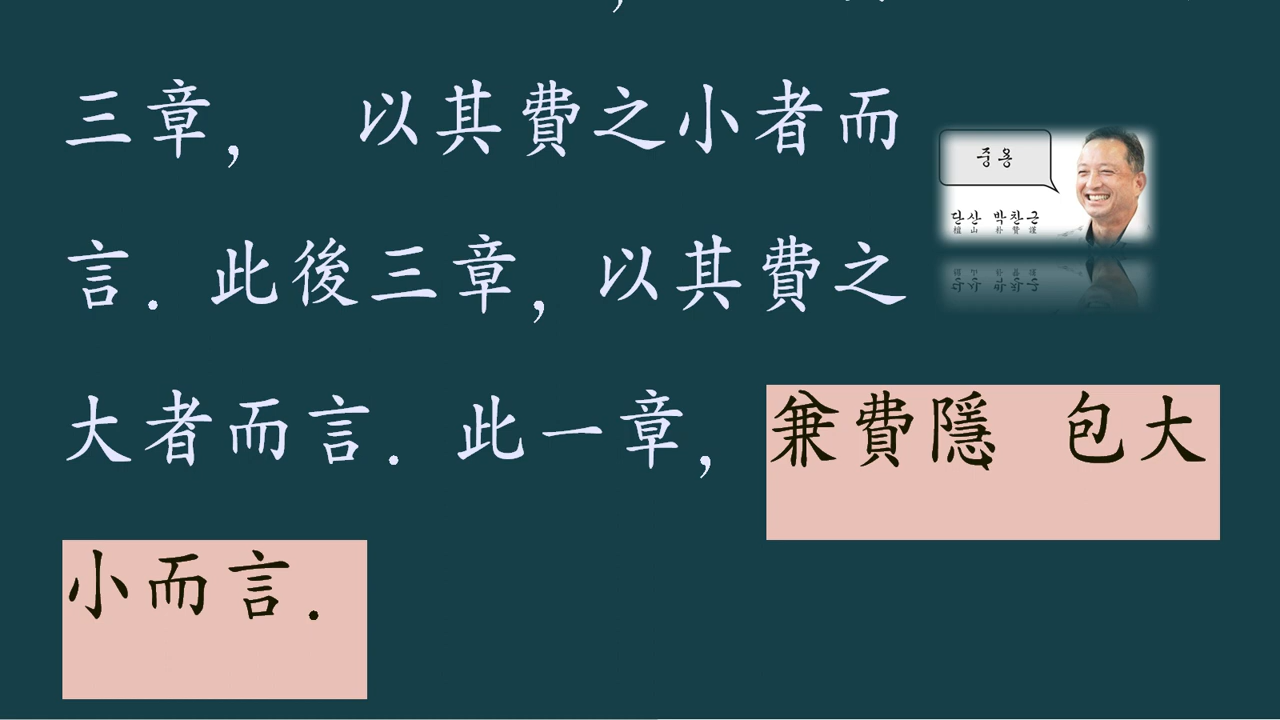 三章, 以其費之小者而
言. 此後三章, 以其費之
大者而言. 此一章, 兼費隱 包大
小而言.
중용
단산 박찬근
檀山 朴贊謹